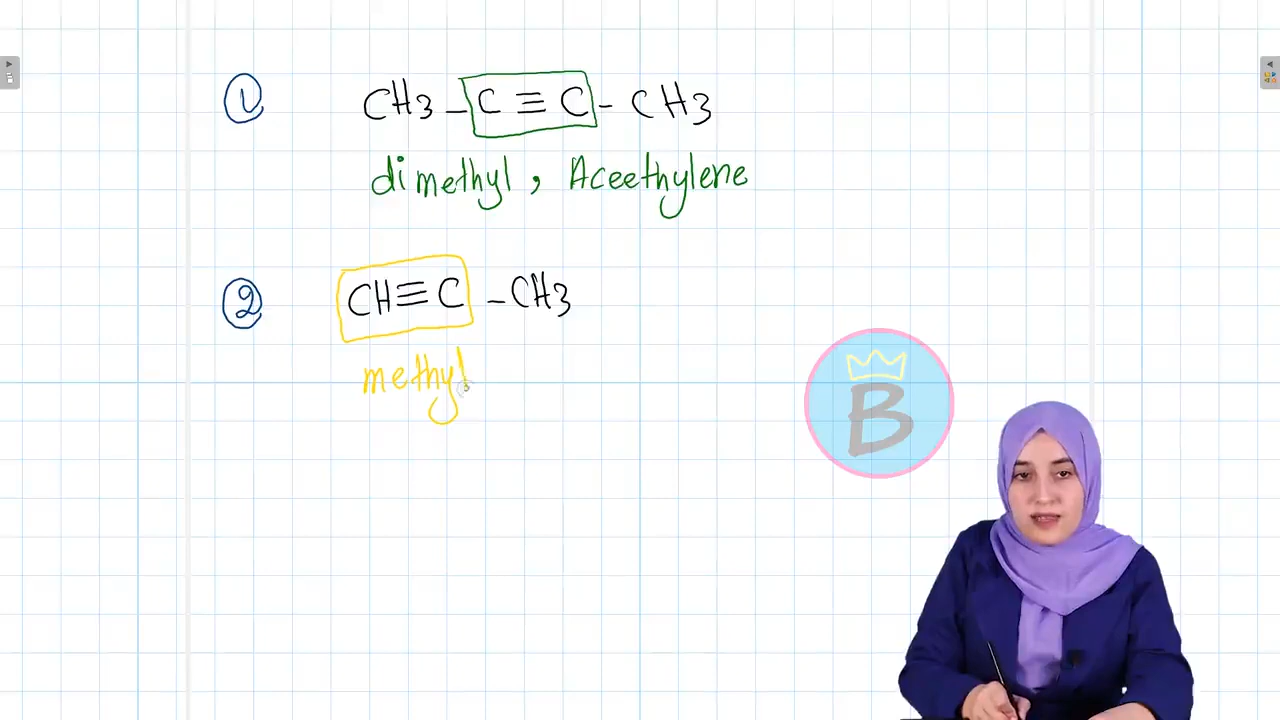 1 CH3 - C ≡ C - CH3
dimethyl , Aceethylene
2 CH ≡ C - CH3
methyl
B